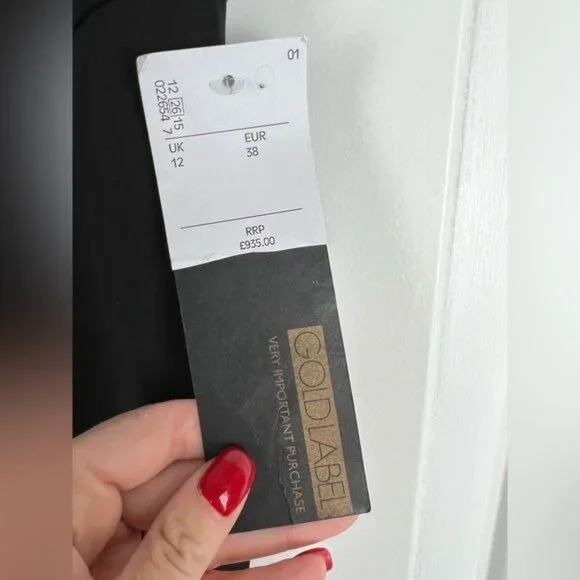 01
12 26 15
022654 7
UK EUR
12 38
RRP
£935.00
GOLD LABEL
VERY IMPORTANT PURCHASE